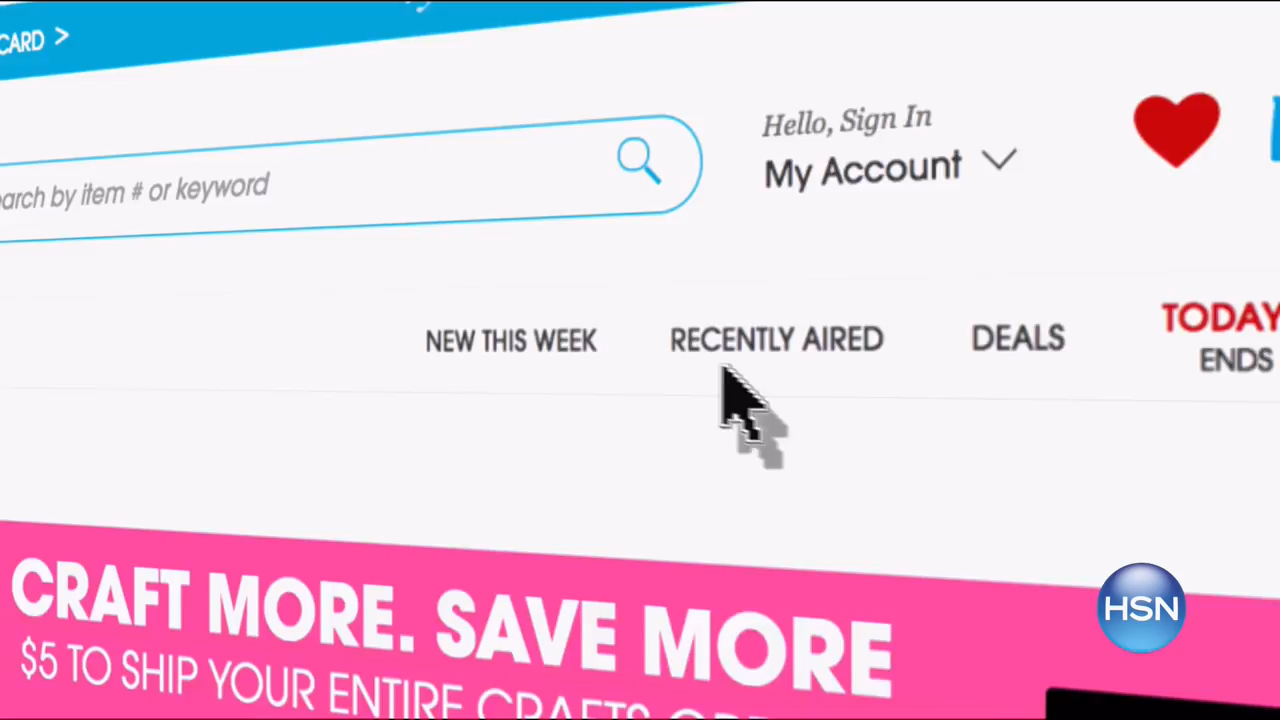 CARD >
Hello, Sign In
My Account
earch by item # or keyword
NEW THIS WEEK
RECENTLY AIRED
DEALS
TODAY
ENDS
CRAFT MORE. SAVE MORE
$5 TO SHIP YOUR ENTIRE CRAFTS
HSN